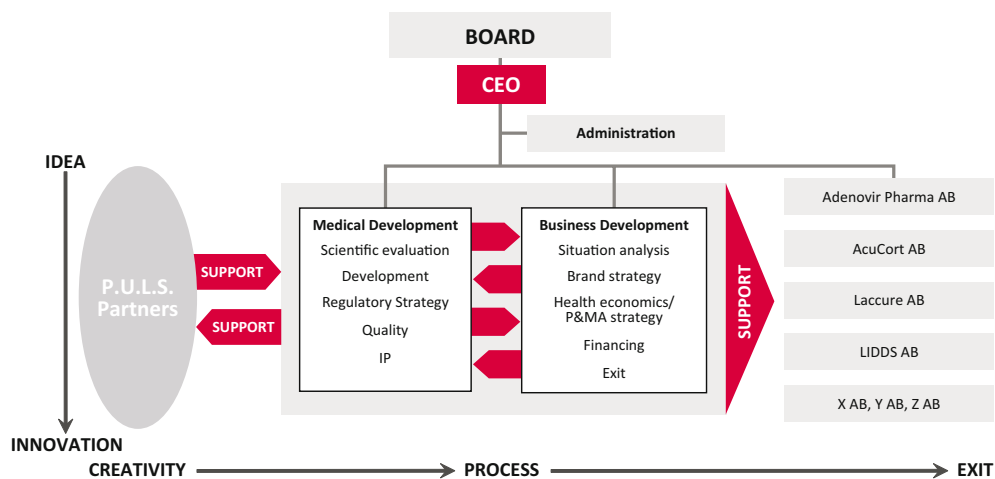 BOARD
CEO
Administration
IDEA
P.U.L.S.
Partners
SUPPORT
SUPPORT
Medical Development
Scientific evaluation
Development
Regulatory Strategy
Quality
IP
Business Development
Situation analysis
Brand strategy
Health economics/
P&MA strategy
Financing
Exit
SUPPORT
Adenovir Pharma AB
AcuCort AB
Laccure AB
LIDDS AB
X AB, Y AB, Z AB
INNOVATION
CREATIVITY
PROCESS
EXIT